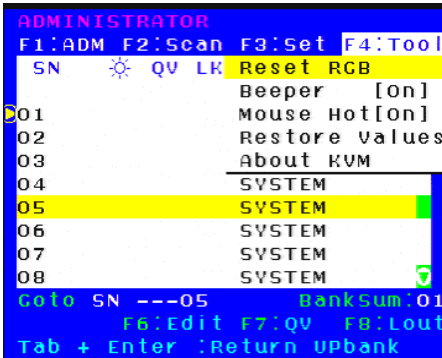 ADMINISTRATOR
F1:ADM F2:Scan F3:Set F4:Tool
SN QV LK Reset RGB
Beeper [On]
01 Mouse Hot[On]
02 Restore Values
03 About KVM
04 SYSTEM
05 SYSTEM
06 SYSTEM
07 SYSTEM
08 SYSTEM
Goto SN ---05 BankSum:01
F6:Edit F7:QV F8:Lout
Tab + Enter :Return UPbank